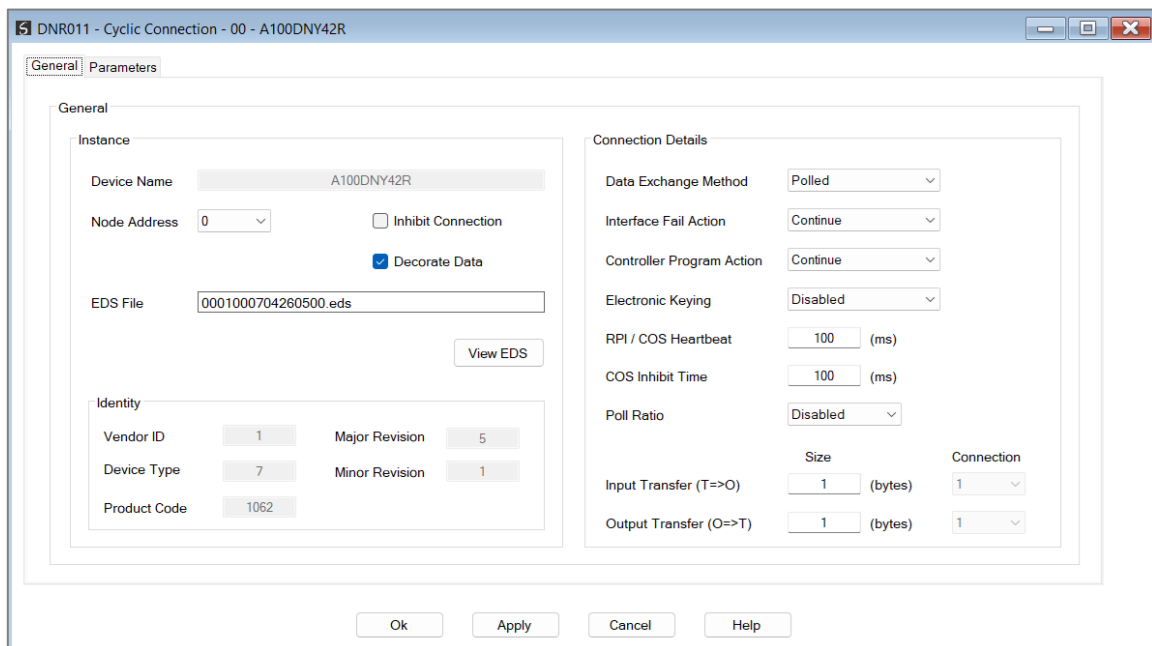 DNR011 - Cyclic Connection - 00 - A100DNY42R
General Parameters
General
Instance
Device Name A100DNY42R
Node Address 0 Inhibit Connection
Decorate Data
EDS File 0001000704260500.eds
View EDS
Identity
Vendor ID 1 Major Revision 5
Device Type 7 Minor Revision 1
Product Code 1062
Connection Details
Data Exchange Method Polled
Interface Fail Action Continue
Controller Program Action Continue
Electronic Keying Disabled
RPI / COS Heartbeat 100 (ms)
COS Inhibit Time 100 (ms)
Poll Ratio Disabled
Size Connection
Input Transfer (T=>O) 1 (bytes) 1
Output Transfer (O=>T) 1 (bytes) 1
Ok Apply Cancel Help